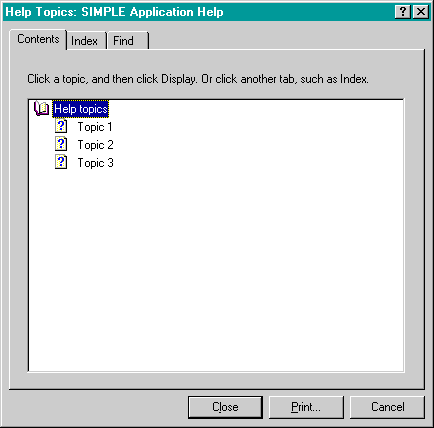 Help Topics: SIMPLE Application Help
Contents Index Find
Click a topic, and then click Display. Or click another tab, such as Index.
Help topics
? Topic 1
? Topic 2
? Topic 3
Close Print... Cancel